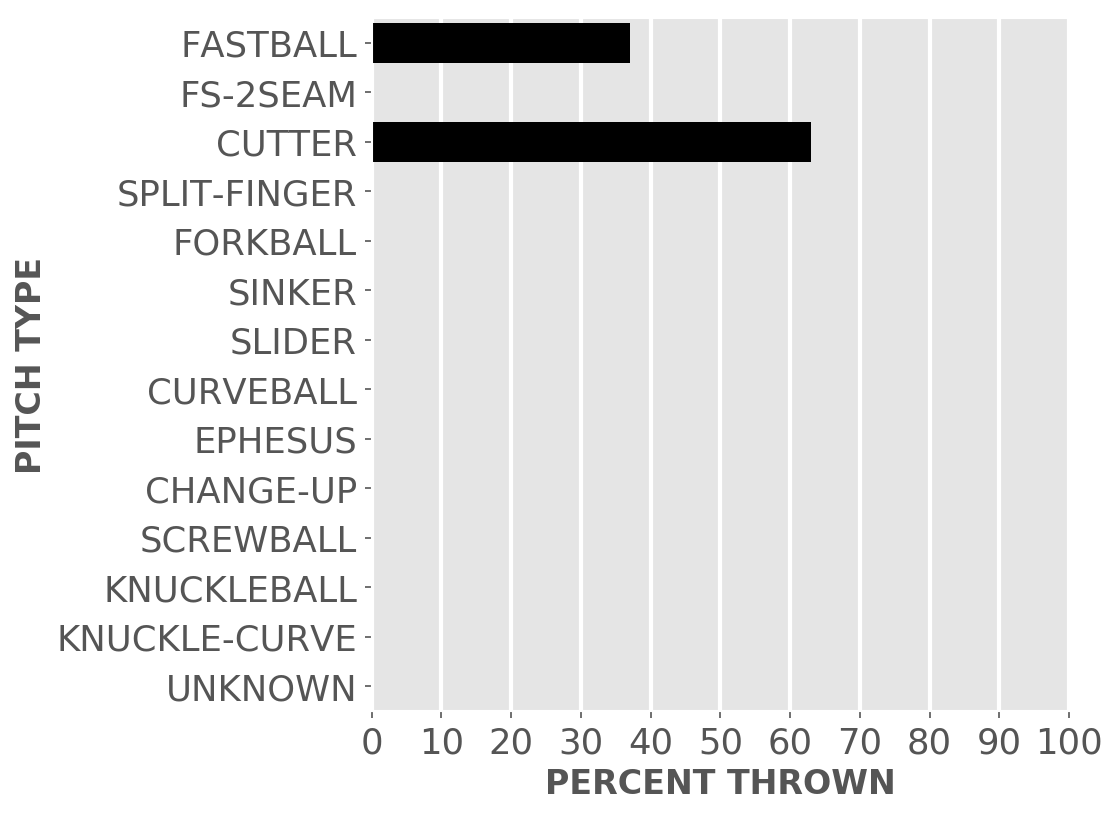 FASTBALL
FS-2SEAM
CUTTER
SPLIT-FINGER
FORKBALL
SINKER
SLIDER
CURVEBALL
EPHESUS
CHANGE-UP
SCREWBALL
KNUCKLEBALL
KNUCKLE-CURVE
UNKNOWN
PITCH TYPE
0 10 20 30 40 50 60 70 80 90 100
PERCENT THROWN